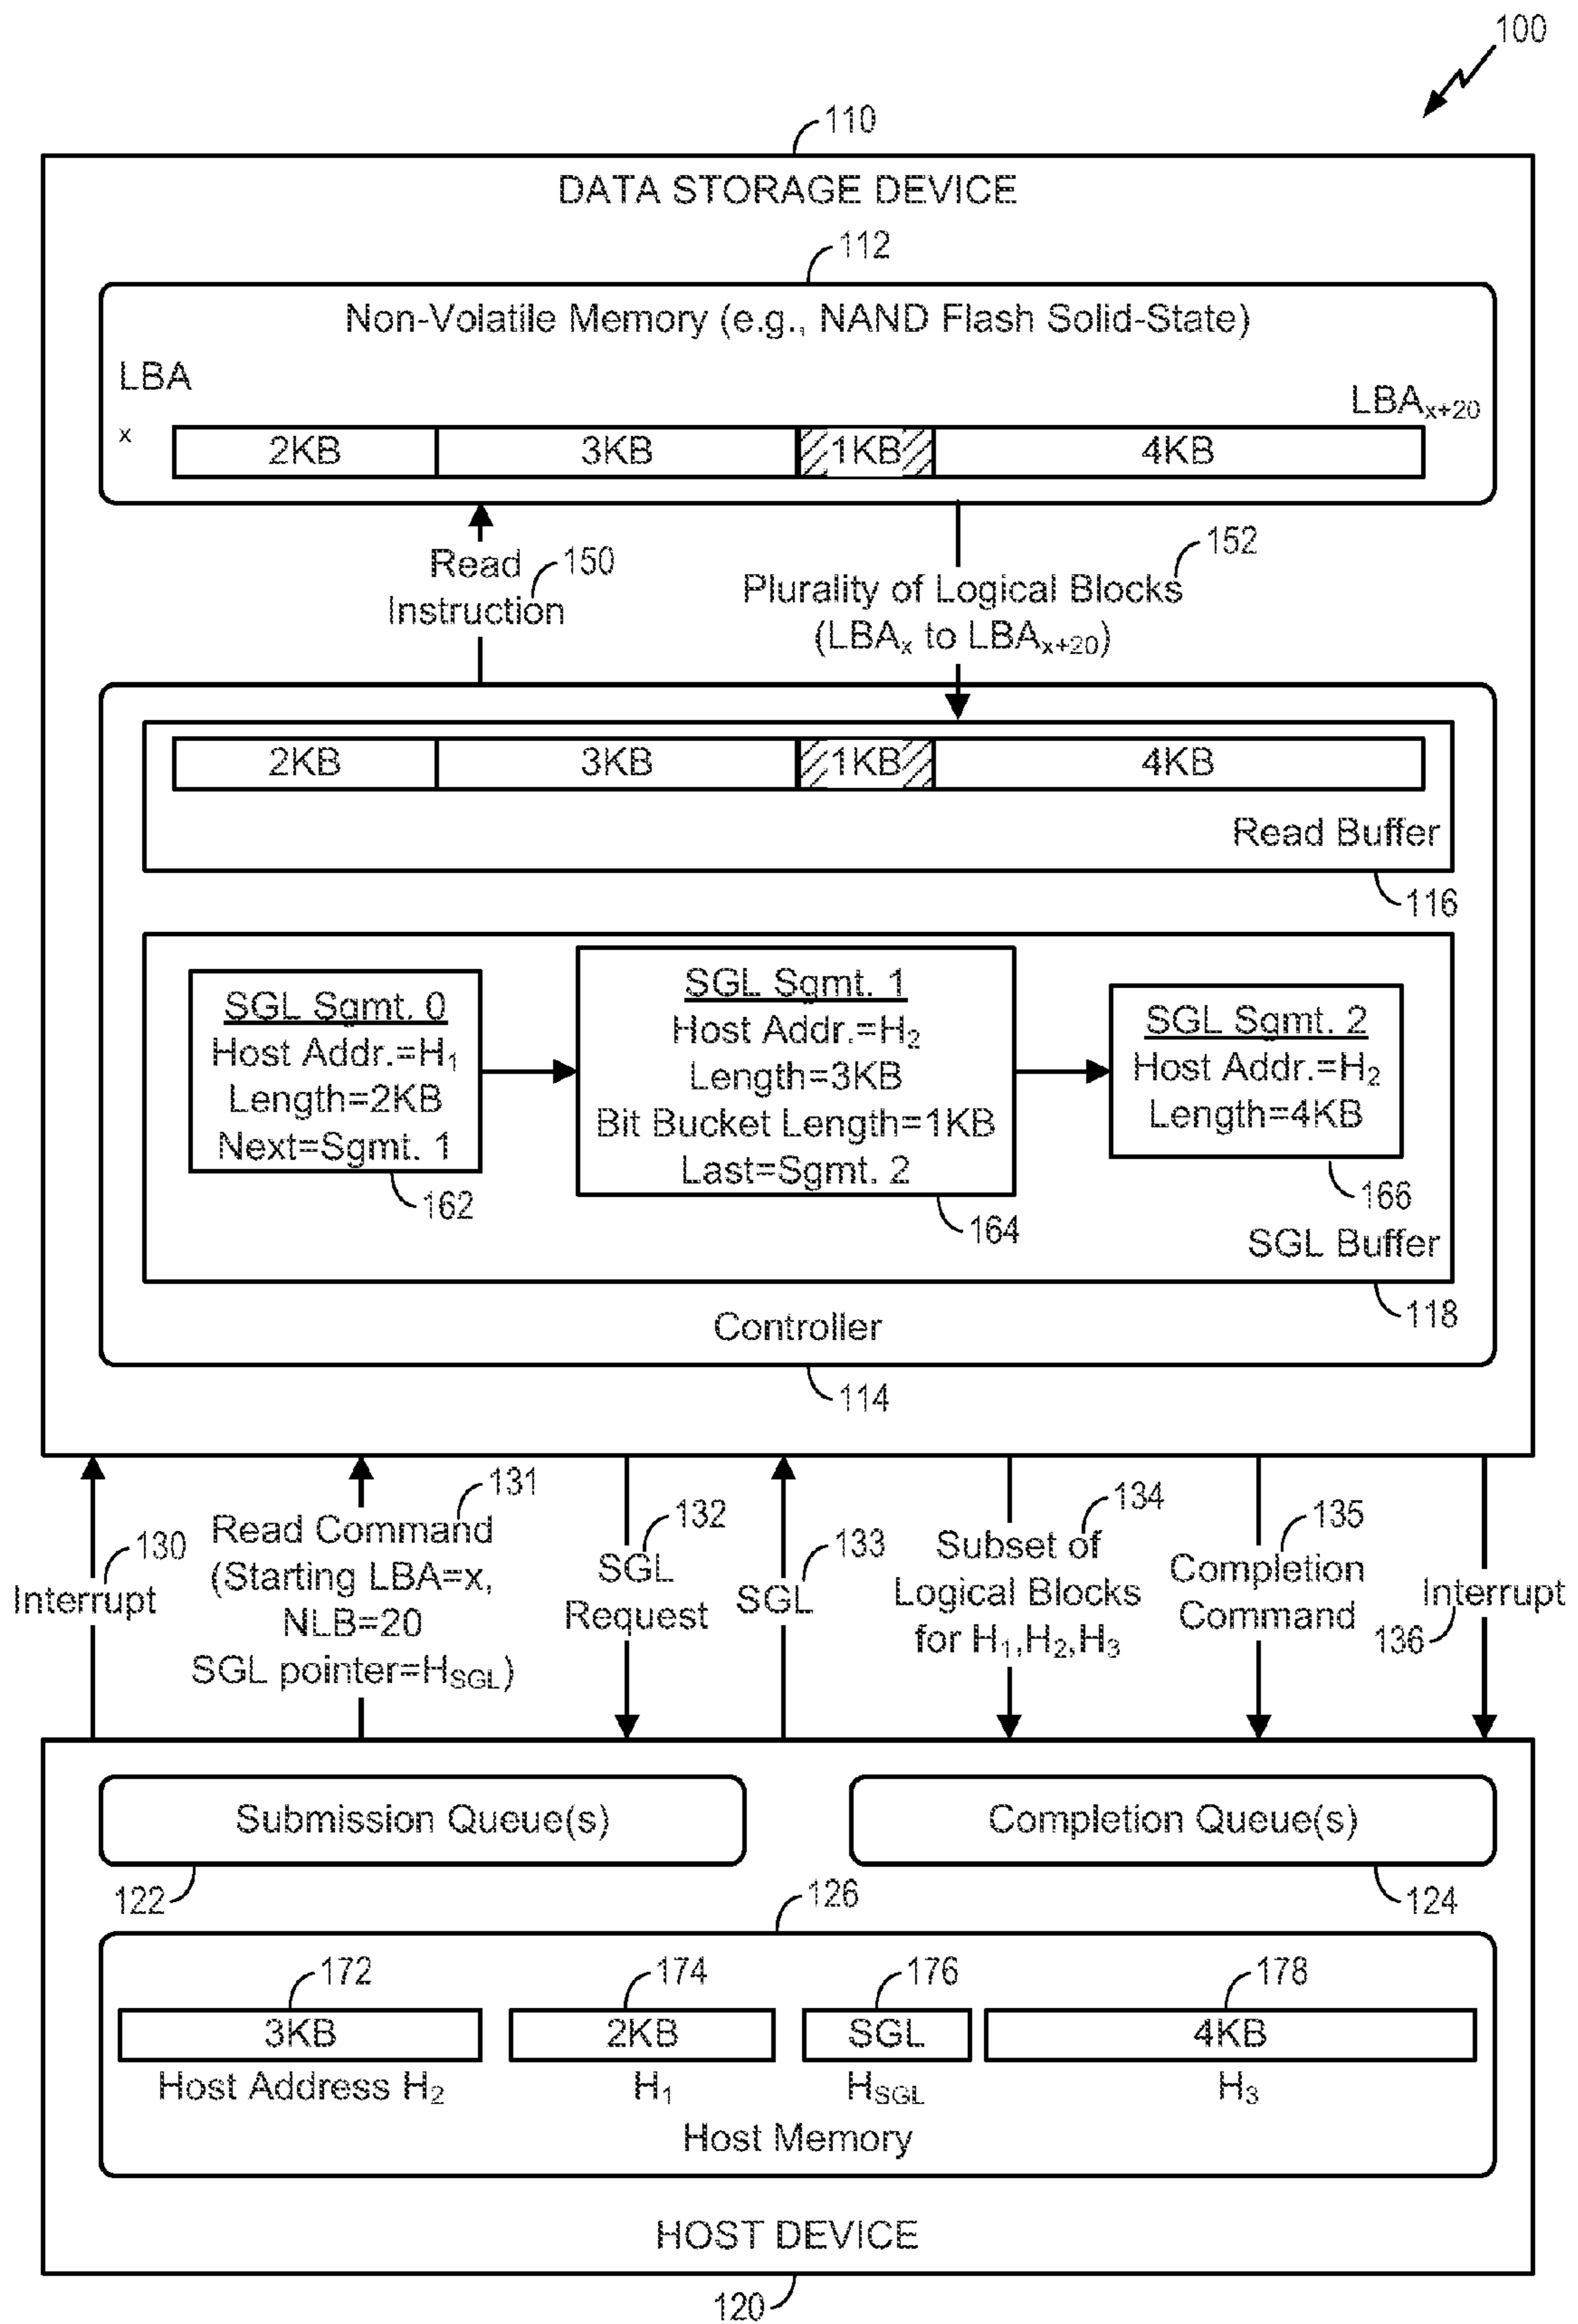 100
110
DATA STORAGE DEVICE
112
Non-Volatile Memory (e.g., NAND Flash Solid-State)
LBA
x
LBAx+20
2KB 3KB 1KB 4KB
Read
Instruction
150
152
Plurality of Logical Blocks
(LBAx to LBAx+20)
2KB 3KB 1KB 4KB
Read Buffer
116
SGL Sgmt. 0
Host Addr.=H1
Length=2KB
Next=Sgmt. 1
162
SGL Sgmt. 1
Host Addr.=H2
Length=3KB
Bit Bucket Length=1KB
Last=Sgmt. 2
164
SGL Sgmt. 2
Host Addr.=H2
Length=4KB
166
SGL Buffer
118
Controller
114
130
Interrupt
131
Read Command
(Starting LBA=x,
NLB=20
SGL pointer=HSGL)
132
SGL
Request
133
SGL
134
Subset of
Logical Blocks
for H1,H2,H3
135
Completion
Command
Interrupt
136
Submission Queue(s)
122
Completion Queue(s)
124
126
172 174 176 178
3KB 2KB SGL 4KB
Host Address H2 H1 HSGL H3
Host Memory
HOST DEVICE
120